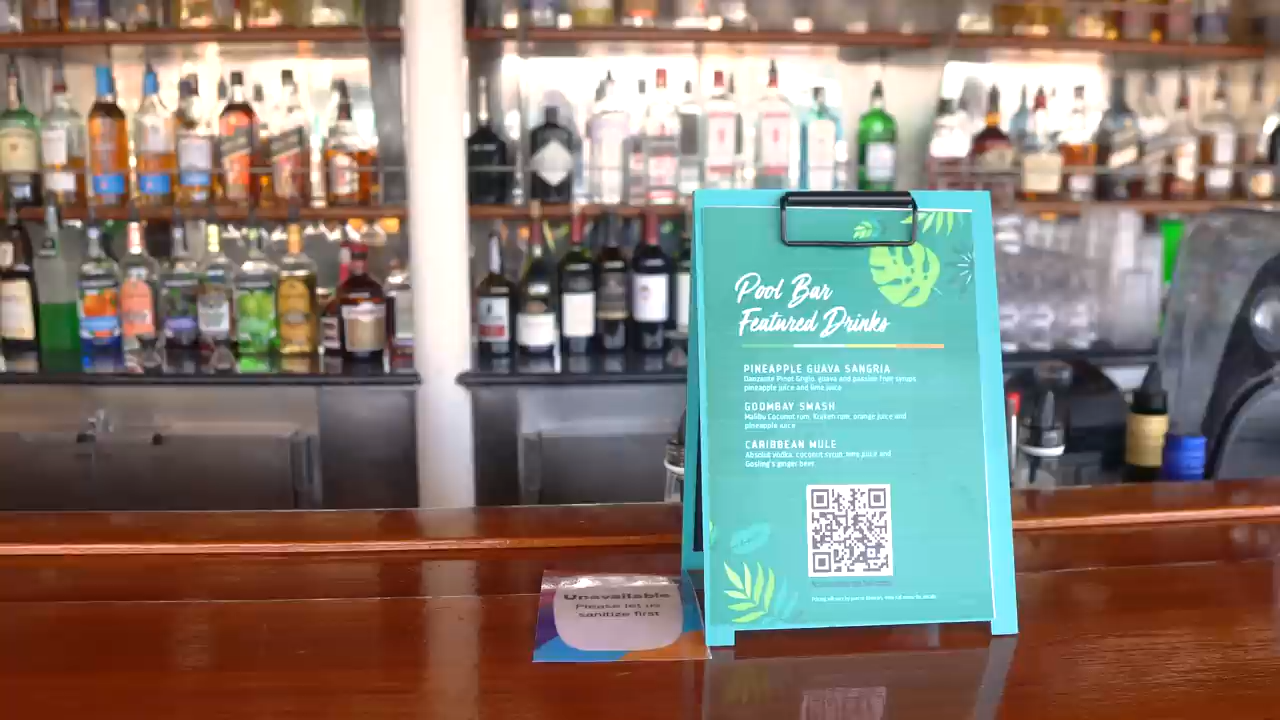 Pool Bar
Featured Drinks
PINEAPPLE GUAVA SANGRIA
Danzante Pinot Grigio, guava and passion fruit syrups
pineapple juice and lime juice
GOOMBAY SMASH
Malibu Coconut rum, Kraken rum, orange juice and
pineapple juice
CARIBBEAN MULE
Absolut vodka, coconut syrup, lime juice and
Gosling's ginger beer
Unavailable
Please let us
sanitize first